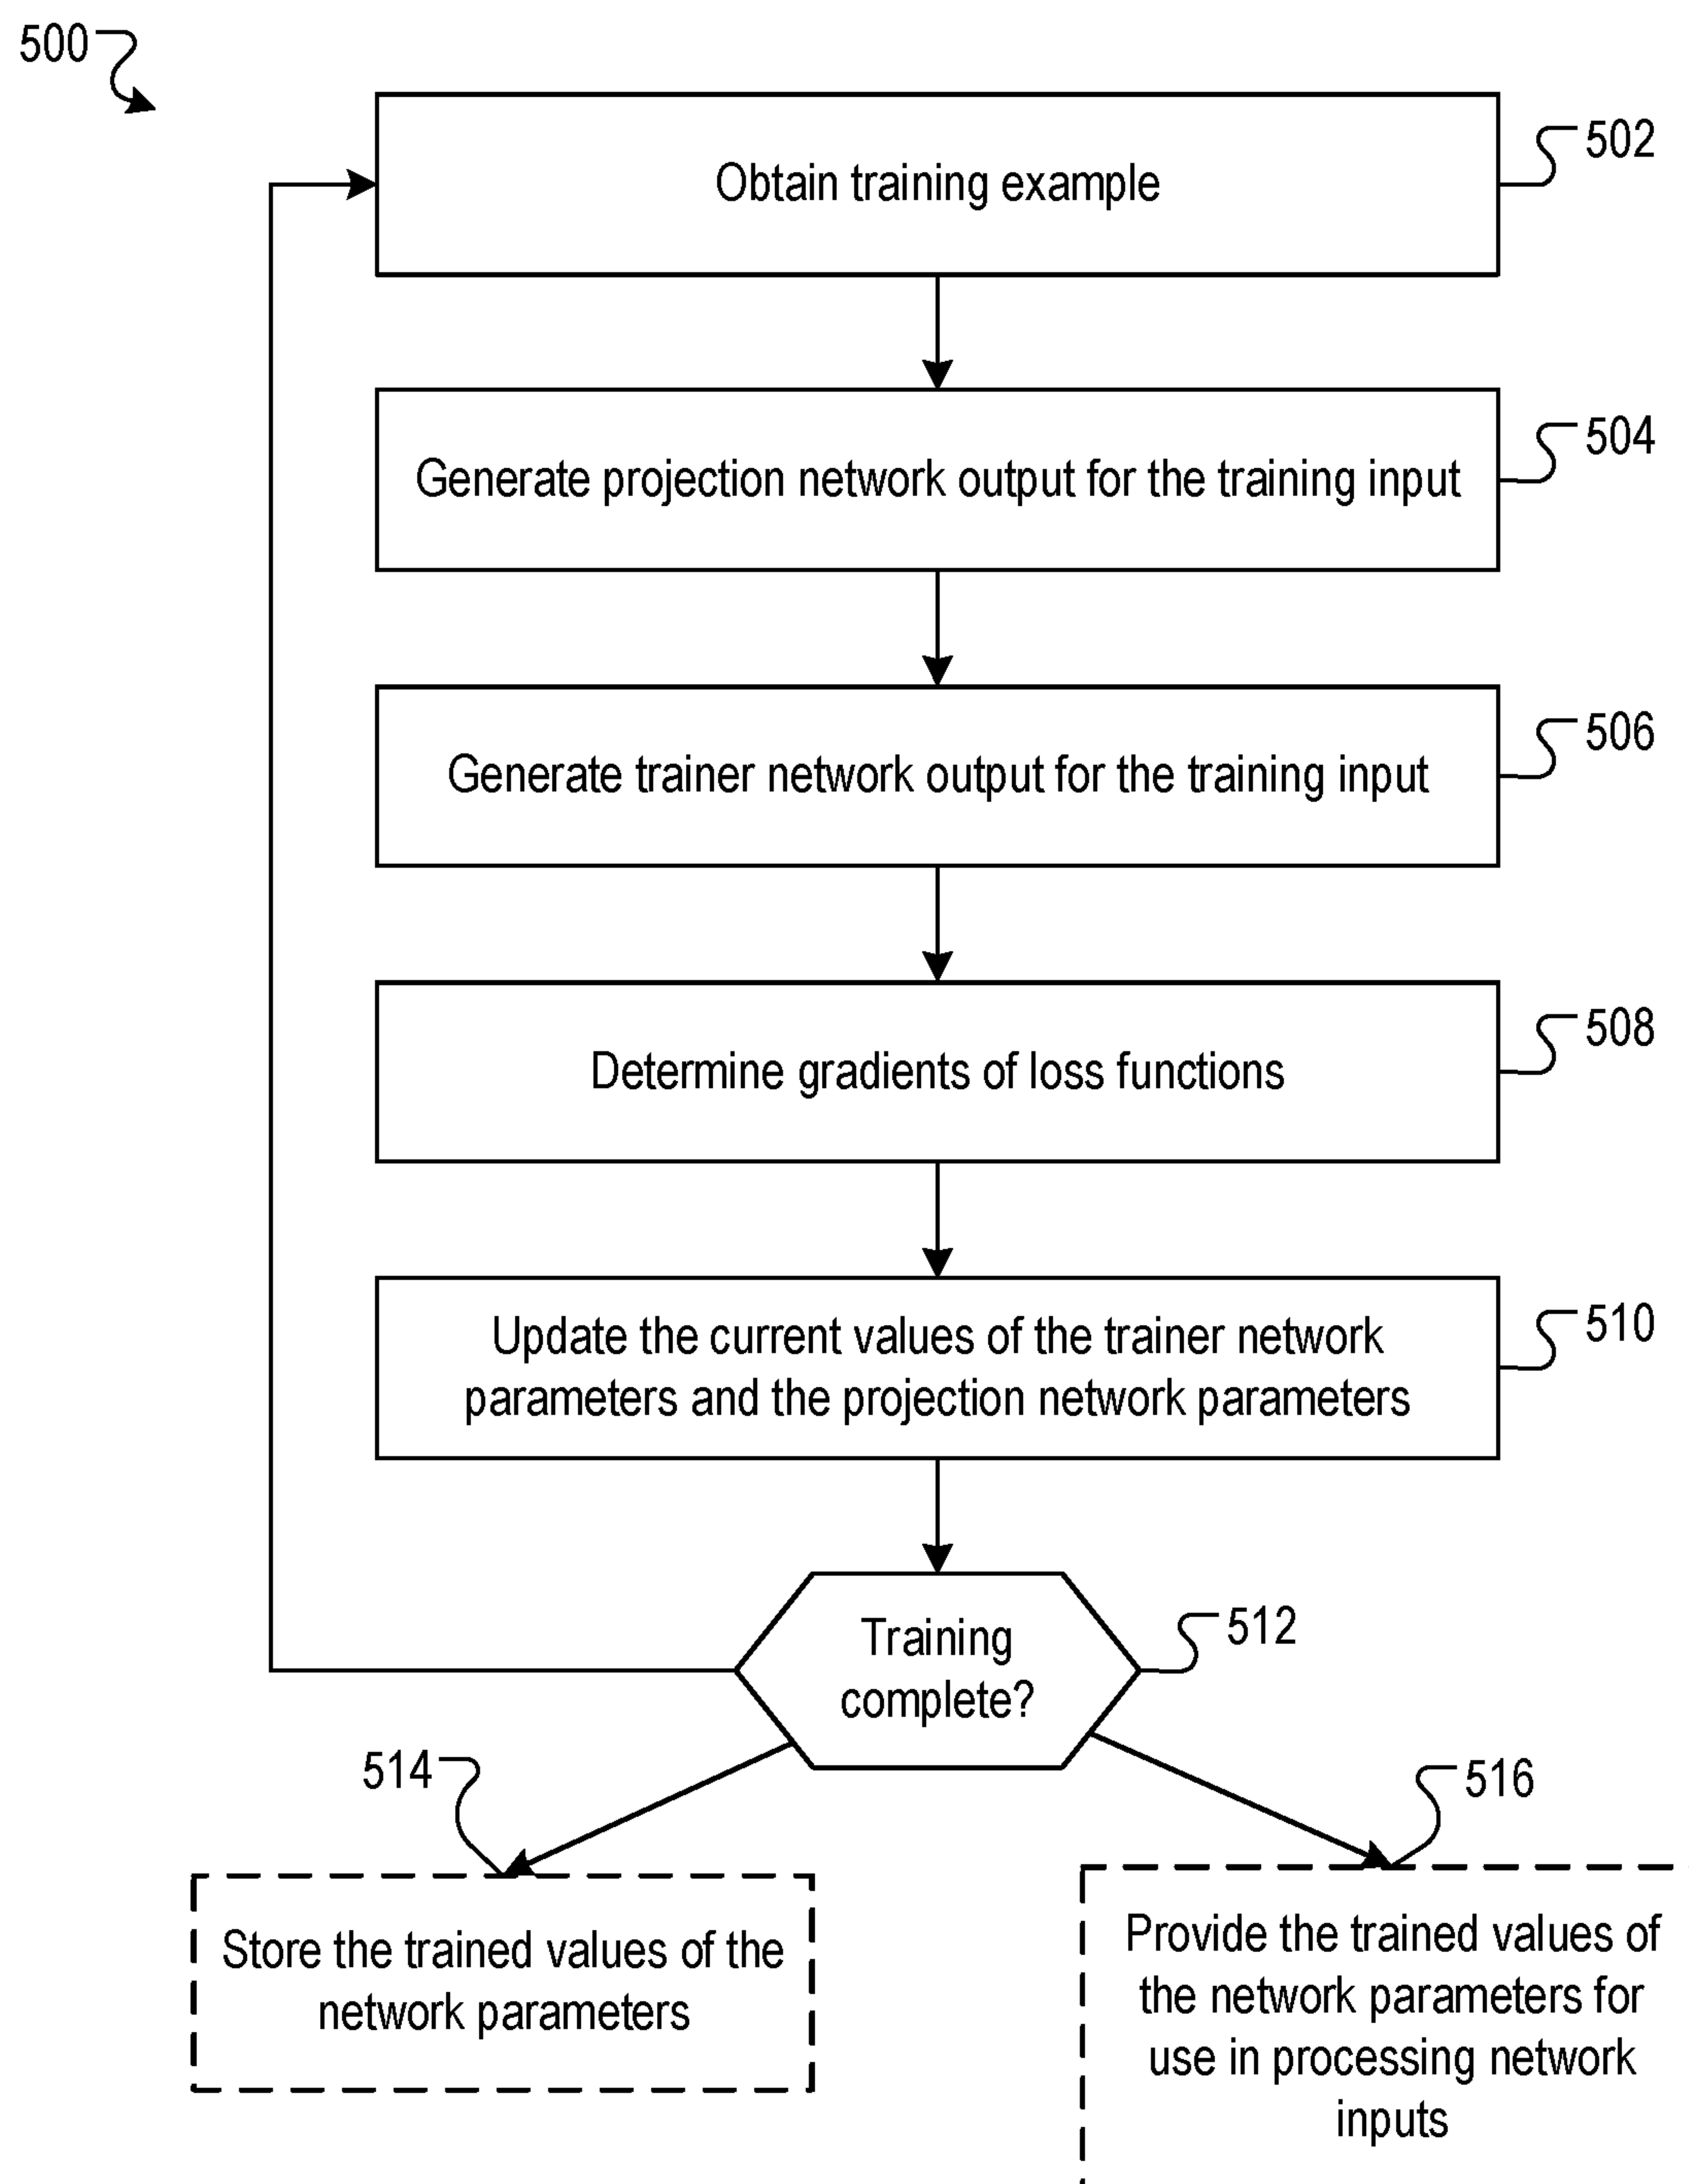 500
502
Obtain training example
504
Generate projection network output for the training input
506
Generate trainer network output for the training input
508
Determine gradients of loss functions
510
Update the current values of the trainer network
parameters and the projection network parameters
512
Training
complete?
514
516
Store the trained values of the
network parameters
Provide the trained values of
the network parameters for
use in processing network
inputs